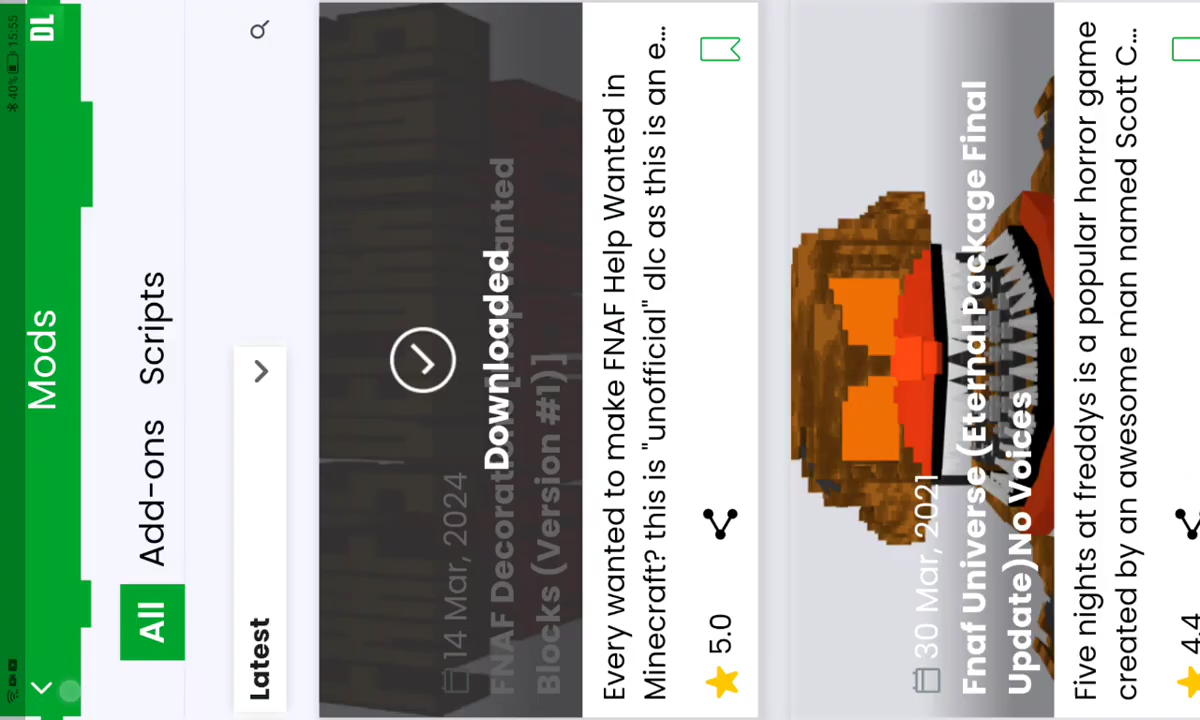 40% 15:55
Mods
DL
All
Add-ons
Scripts
Latest
Downloaded
14 Mar, 2024
FNAF Decorations [Help Wanted
Blocks (Version #1)]
Every wanted to make FNAF Help Wanted in
Minecraft? this is "unofficial" dlc as this is an e...
5.0
30 Mar, 2021
Fnaf Universe (Eternal Package Final
Update)No Voices
Five nights at freddys is a popular horror game
created by an awesome man named Scott C...
4.4